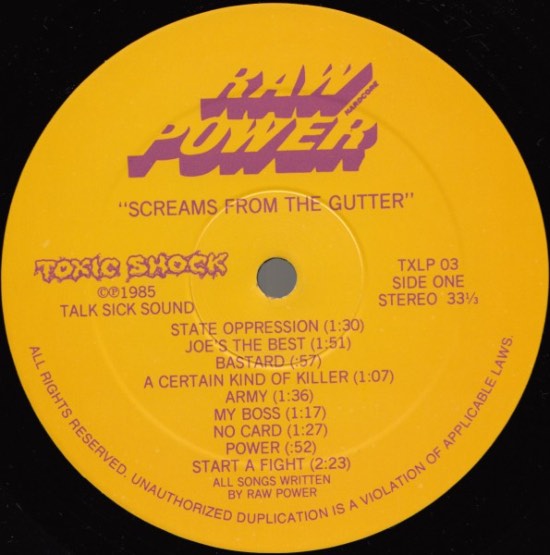 RAW
HARDCORE
POWER
"SCREAMS FROM THE GUTTER"
TOXIC SHOCK
©℗1985
TALK SICK SOUND
TXLP 03
SIDE ONE
STEREO 33⅓
STATE OPPRESSION (1:30)
JOE'S THE BEST (1:51)
BASTARD (:57)
A CERTAIN KIND OF KILLER (1:07)
ARMY (1:36)
MY BOSS (1:17)
NO CARD (1:27)
POWER (:52)
START A FIGHT (2:23)
ALL SONGS WRITTEN
BY RAW POWER
ALL RIGHTS RESERVED. UNAUTHORIZED DUPLICATION IS A VIOLATION OF APPLICABLE LAWS.